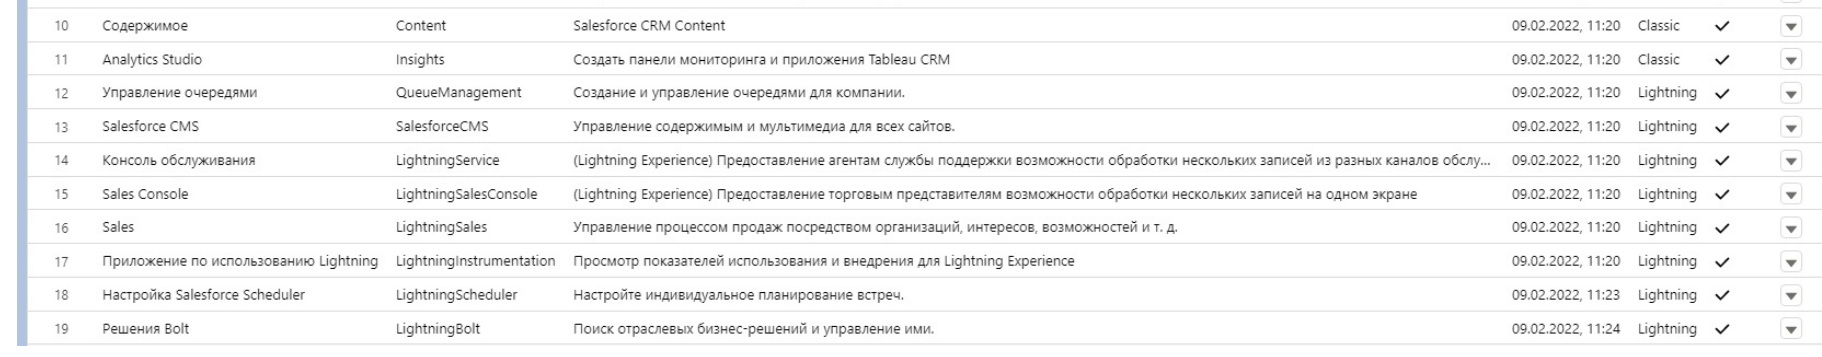 10 Содержимое Content Salesforce CRM Content 09.02.2022, 11:20 Classic
11 Analytics Studio Insights Создать панели мониторинга и приложения Tableau CRM 09.02.2022, 11:20 Classic
12 Управление очередями QueueManagement Создание и управление очередями для компании. 09.02.2022, 11:20 Lightning
13 Salesforce CMS SalesforceCMS Управление содержимым и мультимедиа для всех сайтов. 09.02.2022, 11:20 Lightning
14 Консоль обслуживания LightningService (Lightning Experience) Предоставление агентам службы поддержки возможности обработки нескольких записей из разных каналов обслу... 09.02.2022, 11:20 Lightning
15 Sales Console LightningSalesConsole (Lightning Experience) Предоставление торговым представителям возможности обработки нескольких записей на одном экране 09.02.2022, 11:20 Lightning
16 Sales LightningSales Управление процессом продаж посредством организаций, интересов, возможностей и т. д. 09.02.2022, 11:20 Lightning
17 Приложение по использованию Lightning LightningInstrumentation Просмотр показателей использования и внедрения для Lightning Experience 09.02.2022, 11:20 Lightning
18 Настройка Salesforce Scheduler LightningScheduler Настройте индивидуальное планирование встреч. 09.02.2022, 11:23 Lightning
19 Решения Bolt LightningBolt Поиск отраслевых бизнес-решений и управление ими. 09.02.2022, 11:24 Lightning